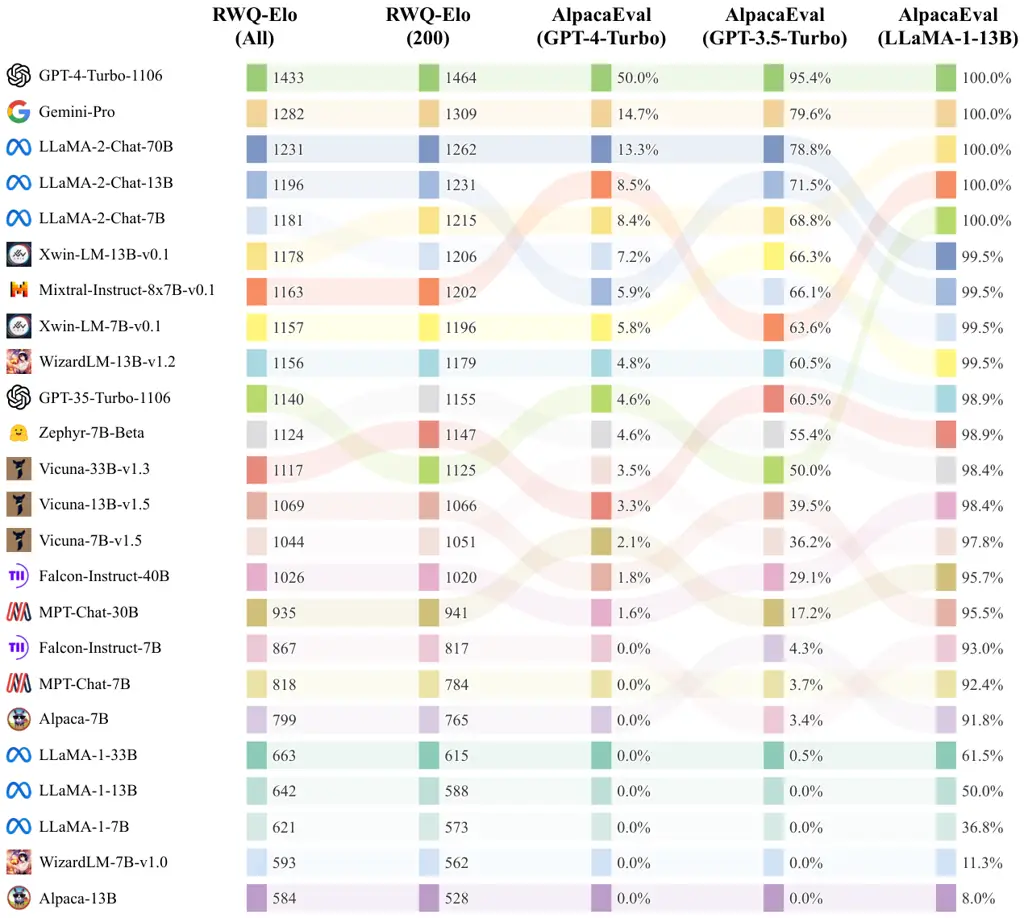 RWQ-Elo RWQ-Elo AlpacaEval AlpacaEval AlpacaEval
(All) (200) (GPT-4-Turbo) (GPT-3.5-Turbo) (LLaMA-1-13B)
GPT-4-Turbo-1106 1433 1464 50.0% 95.4% 100.0%
Gemini-Pro 1282 1309 14.7% 79.6% 100.0%
LLaMA-2-Chat-70B 1231 1262 13.3% 78.8% 100.0%
LLaMA-2-Chat-13B 1196 1231 8.5% 71.5% 100.0%
LLaMA-2-Chat-7B 1181 1215 8.4% 68.8% 100.0%
Xwin-LM-13B-v0.1 1178 1206 7.2% 66.3% 99.5%
Mixtral-Instruct-8x7B-v0.1 1163 1202 5.9% 66.1% 99.5%
Xwin-LM-7B-v0.1 1157 1196 5.8% 63.6% 99.5%
WizardLM-13B-v1.2 1156 1179 4.8% 60.5% 99.5%
GPT-35-Turbo-1106 1140 1155 4.6% 60.5% 98.9%
Zephyr-7B-Beta 1124 1147 4.6% 55.4% 98.9%
Vicuna-33B-v1.3 1117 1125 3.5% 50.0% 98.4%
Vicuna-13B-v1.5 1069 1066 3.3% 39.5% 98.4%
Vicuna-7B-v1.5 1044 1051 2.1% 36.2% 97.8%
TII Falcon-Instruct-40B 1026 1020 1.8% 29.1% 95.7%
MPT-Chat-30B 935 941 1.6% 17.2% 95.5%
TII Falcon-Instruct-7B 867 817 0.0% 4.3% 93.0%
MPT-Chat-7B 818 784 0.0% 3.7% 92.4%
Alpaca-7B 799 765 0.0% 3.4% 91.8%
LLaMA-1-33B 663 615 0.0% 0.5% 61.5%
LLaMA-1-13B 642 588 0.0% 0.0% 50.0%
LLaMA-1-7B 621 573 0.0% 0.0% 36.8%
WizardLM-7B-v1.0 593 562 0.0% 0.0% 11.3%
Alpaca-13B 584 528 0.0% 0.0% 8.0%